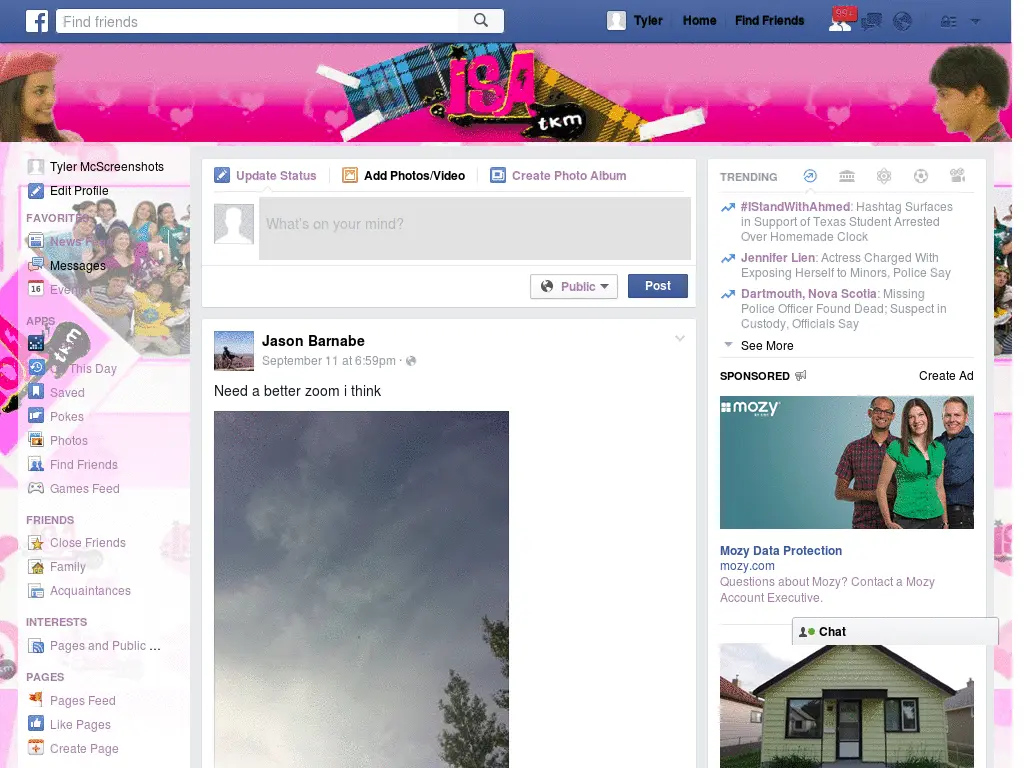 Find friends
Tyler
Home
Find Friends
99+
ISA
tkm
Tyler McScreenshots
Edit Profile
FAVORITES
News Feed
Messages
2
16
Events
APPS
On This Day
Saved
Pokes
Photos
Find Friends
Games Feed
FRIENDS
Close Friends
Family
Acquaintances
INTERESTS
Pages and Public ...
PAGES
Pages Feed
Like Pages
Create Page
tkm
Update Status
Add Photos/Video
Create Photo Album
What's on your mind?
Public
Post
Jason Barnabe
September 11 at 6:59pm ·
Need a better zoom i think
TRENDING
#IStandWithAhmed: Hashtag Surfaces
in Support of Texas Student Arrested
Over Homemade Clock
Jennifer Lien: Actress Charged With
Exposing Herself to Minors, Police Say
Dartmouth, Nova Scotia: Missing
Police Officer Found Dead; Suspect in
Custody, Officials Say
See More
SPONSORED
Create Ad
mozy
Mozy Data Protection
mozy.com
Questions about Mozy? Contact a Mozy
Account Executive.
Chat